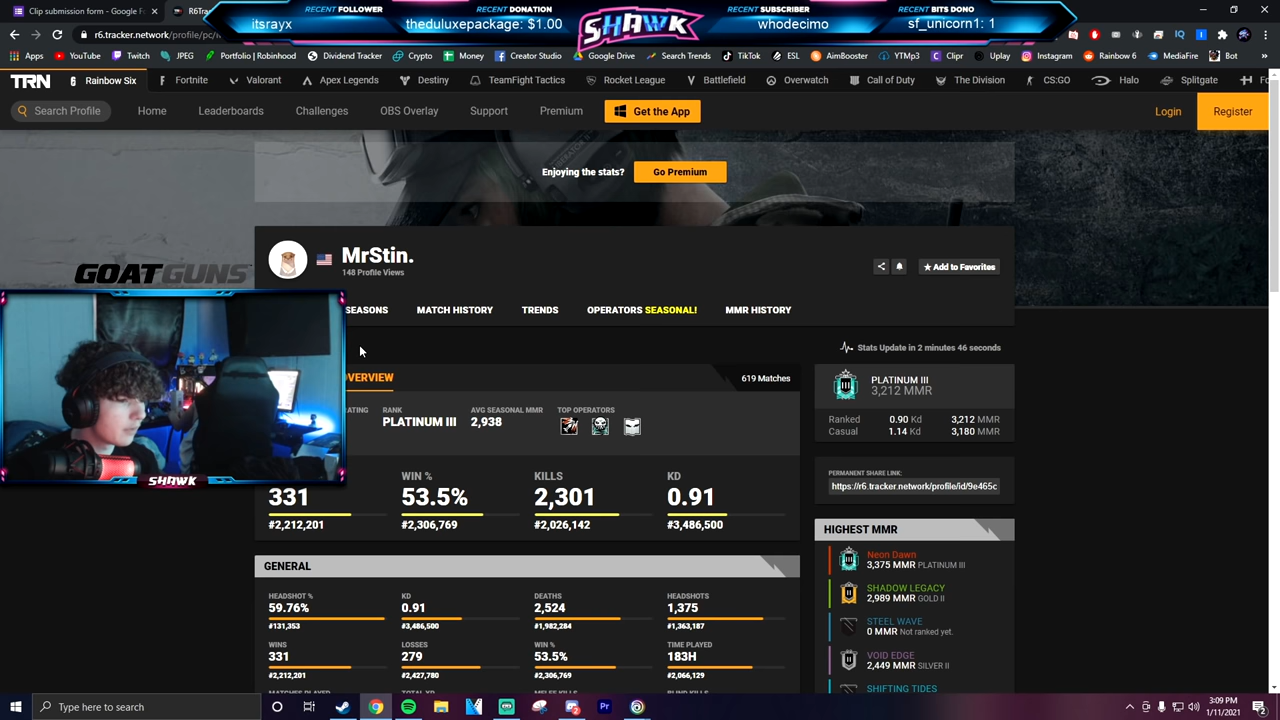 Clip submission form - Google Fo
R6Trac
RECENT FOLLOWER
itsrayx
RECENT DONATION
theduluxepackage: $1.00
SHAWK
RECENT SUBSCRIBER
whodecimo
RECENT BITS DONO
sf_unicorn1: 1
r6.tracker.network/profile/pc/
Apps
YouTube
Twitch
JPEG
Portfolio | Robinhood
Dividend Tracker
Crypto
Money
Creator Studio
Google Drive
Search Trends
TikTok
ESL
AimBooster
YTMp3
Clipr
Uplay
Instagram
Rainbow 6
MediaFire
Bot
TRN
Rainbow Six
Fortnite
Valorant
Apex Legends
Destiny
TeamFight Tactics
Rocket League
Battlefield
Overwatch
Call of Duty
The Division
CS:GO
Halo
Splitgate
Search Profile
Home
Leaderboards
Challenges
OBS Overlay
Support
Premium
Get the App
Login
Register
Enjoying the stats?
Go Premium
MrStin.
148 Profile Views
Add to Favorites
GOATGUNS
SEASONS
MATCH HISTORY
TRENDS
OPERATORS SEASONAL!
MMR HISTORY
Stats Update in 2 minutes 46 seconds
OVERVIEW
619 Matches
RANK
PLATINUM III
AVG SEASONAL MMR
2,938
TOP OPERATORS
PLATINUM III
3,212 MMR
Ranked 0.90 Kd 3,212 MMR
Casual 1.14 Kd 3,180 MMR
331
#2,212,201
WIN %
53.5%
#2,306,769
KILLS
2,301
#2,026,142
KD
0.91
#3,486,500
PERMANENT SHARE LINK:
https://r6.tracker.network/profile/id/9e465c
SHAWK
GENERAL
HEADSHOT %
59.76%
#131,353
KD
0.91
#3,486,500
DEATHS
2,524
#1,982,284
HEADSHOTS
1,375
#1,363,187
WINS
331
#2,212,201
LOSSES
279
#2,427,780
WIN %
53.5%
#2,306,769
TIME PLAYED
183H
#2,066,129
HIGHEST MMR
Neon Dawn
3,375 MMR PLATINUM III
SHADOW LEGACY
2,989 MMR GOLD II
STEEL WAVE
0 MMR Not ranked yet.
VOID EDGE
2,449 MMR SILVER II
SHIFTING TIDES
Type here to search
3:09 PM
1/11/2021